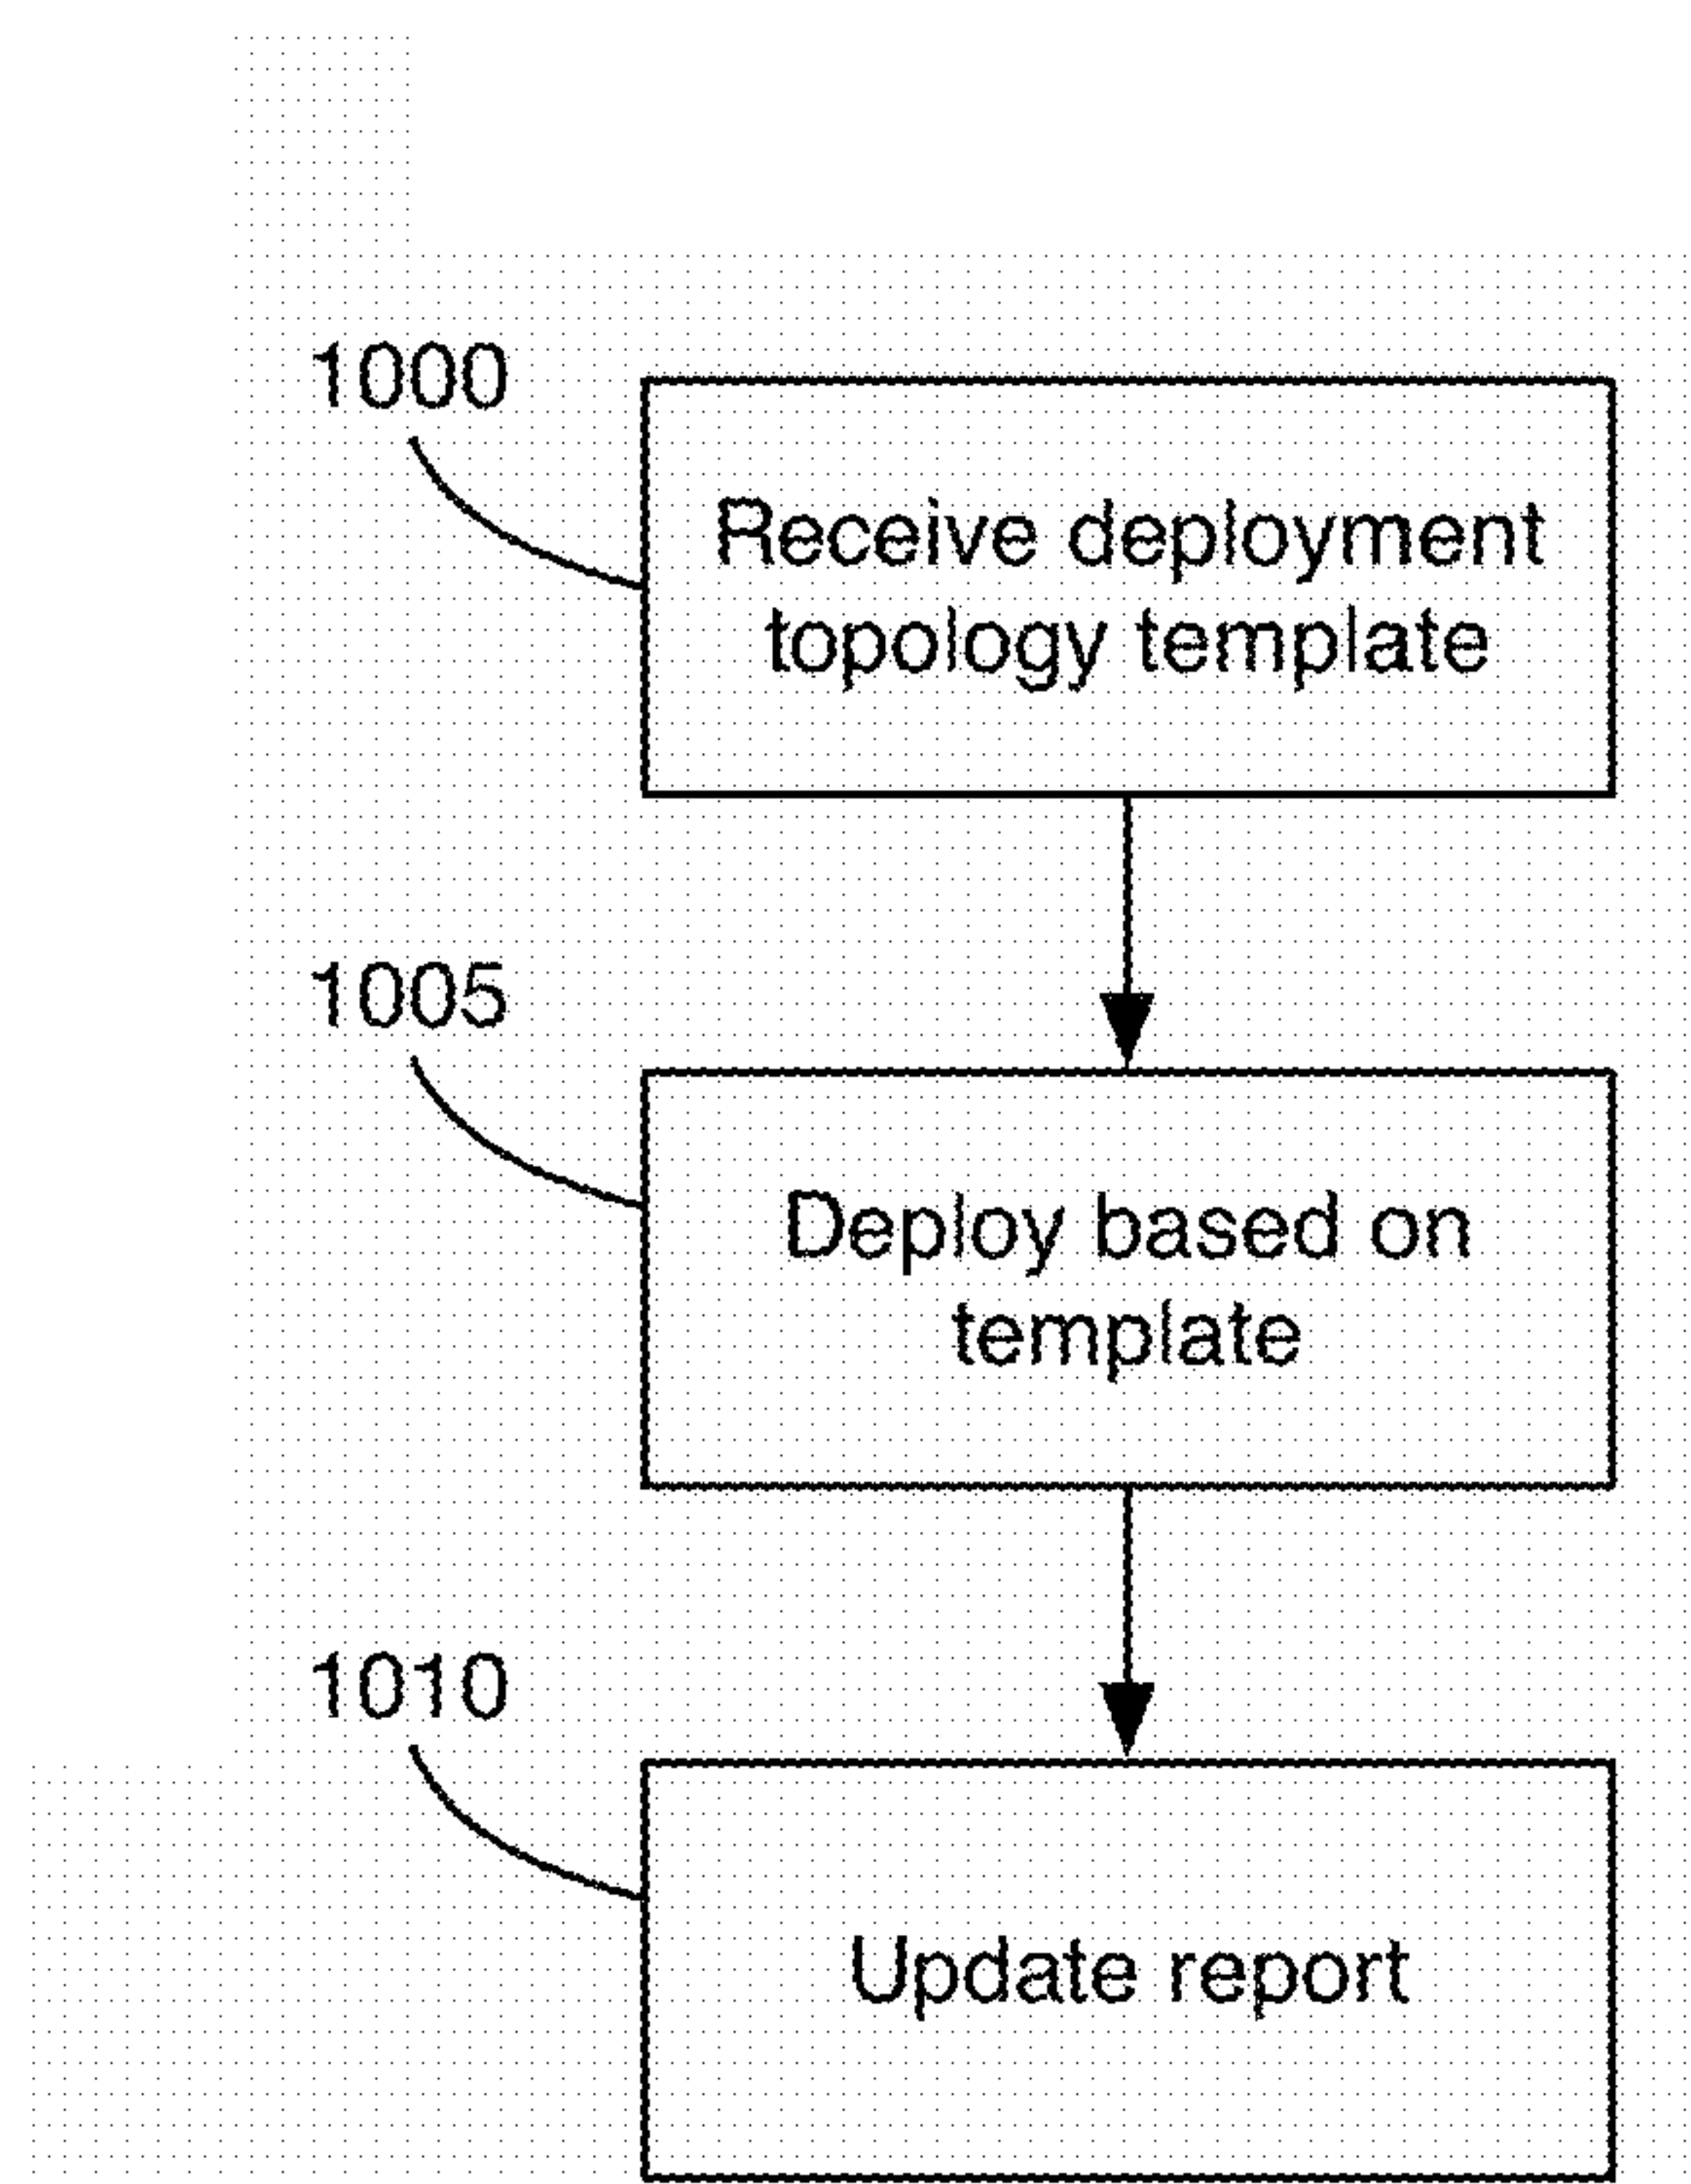 1000
Receive deployment
topology template
1005
Deploy based on
template
1010
Update report